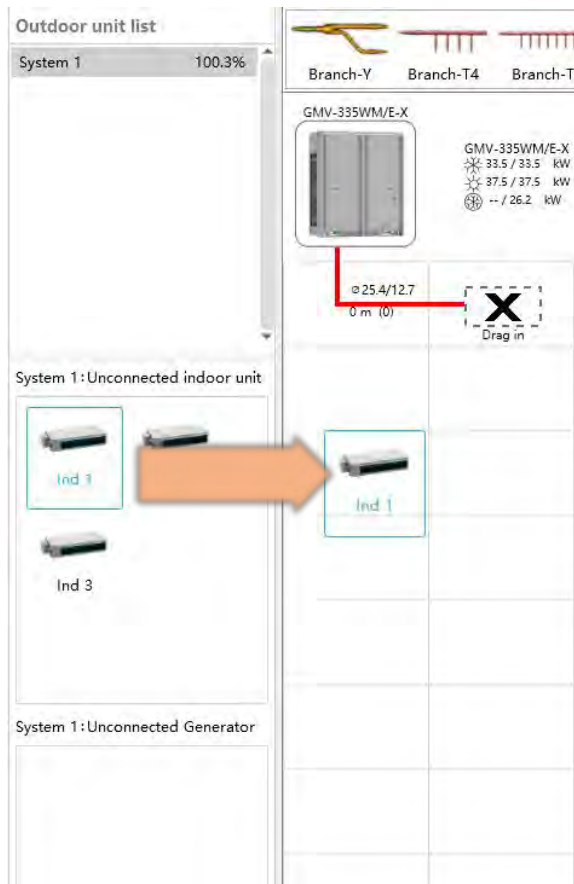 Outdoor unit list
System 1 100.3%
Branch-Y Branch-T4 Branch-T
GMV-335WM/E-X
GMV-335WM/E-X
33.5 / 33.5 kW
37.5 / 37.5 kW
-- / 26.2 kW
⌀25.4/12.7
0 m (0)
X
Drag in
System 1:Unconnected indoor unit
Ind 1
Ind 1
Ind 3
System 1:Unconnected Generator